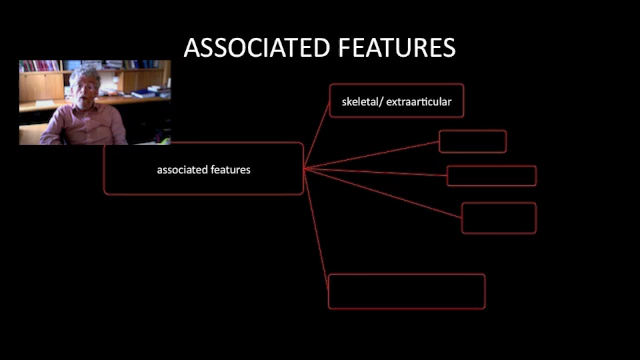 ASSOCIATED FEATURES
skeletal/ extraarticular
associated features